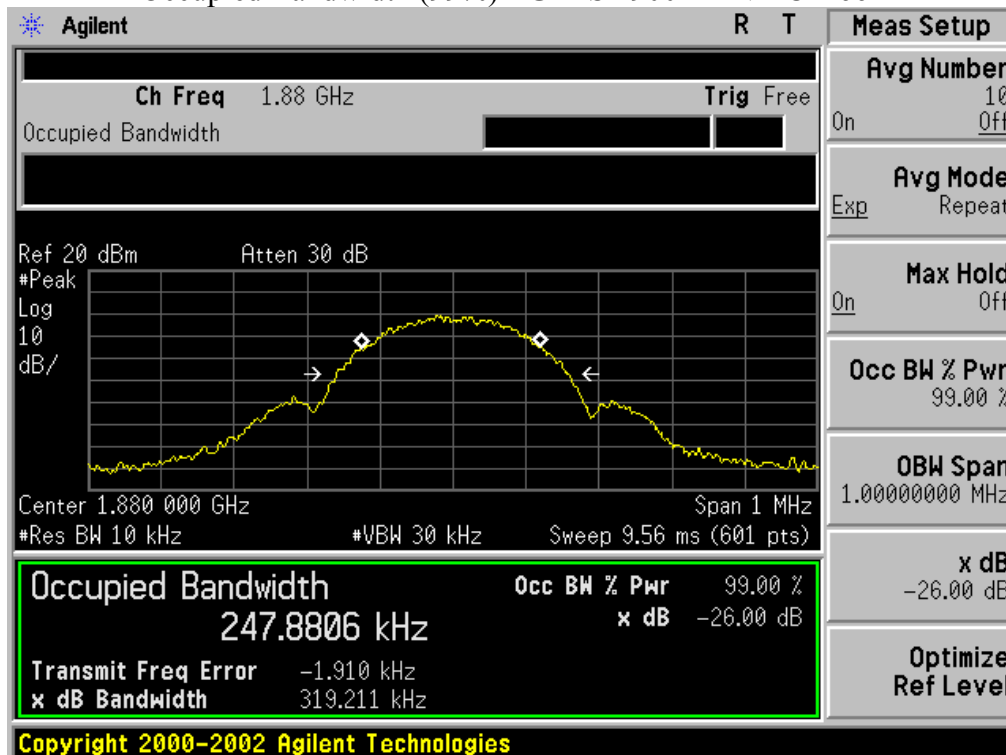 Agilent R T
Ch Freq 1.88 GHz Trig Free
Occupied Bandwidth
Ref 20 dBm Atten 30 dB
#Peak
Log
10
dB/
Center 1.880 000 GHz Span 1 MHz
#Res BW 10 kHz #VBW 30 kHz Sweep 9.56 ms (601 pts)
Occupied Bandwidth Occ BW % Pwr 99.00 %
247.8806 kHz x dB -26.00 dB
Transmit Freq Error -1.910 kHz
x dB Bandwidth 319.211 kHz
Copyright 2000-2002 Agilent Technologies
Meas Setup
Avg Number
10
On Off
Avg Mode
Exp Repeat
Max Hold
On Off
Occ BW % Pwr
99.00 %
OBW Span
1.00000000 MHz
x dB
-26.00 dB
Optimize
Ref Level